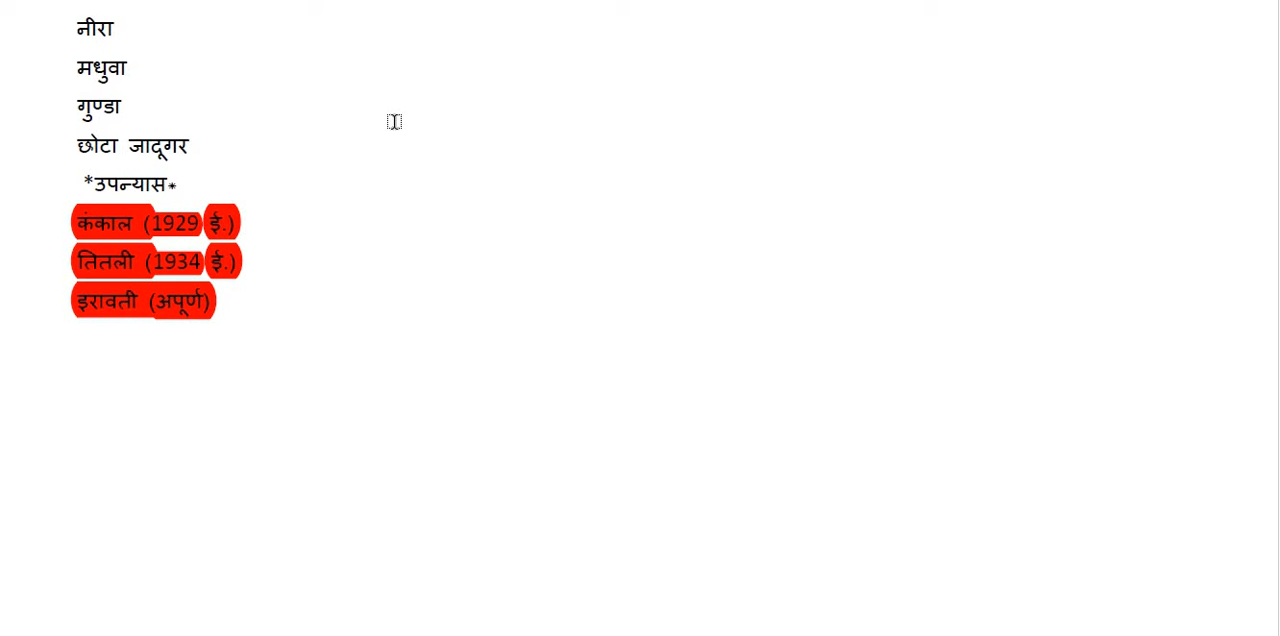 नीरा
मधुवा
गुण्डा
छोटा जादूगर
*उपन्यास*
कंकाल (1929 ई.)
तितली (1934 ई.)
इरावती (अपूर्ण)